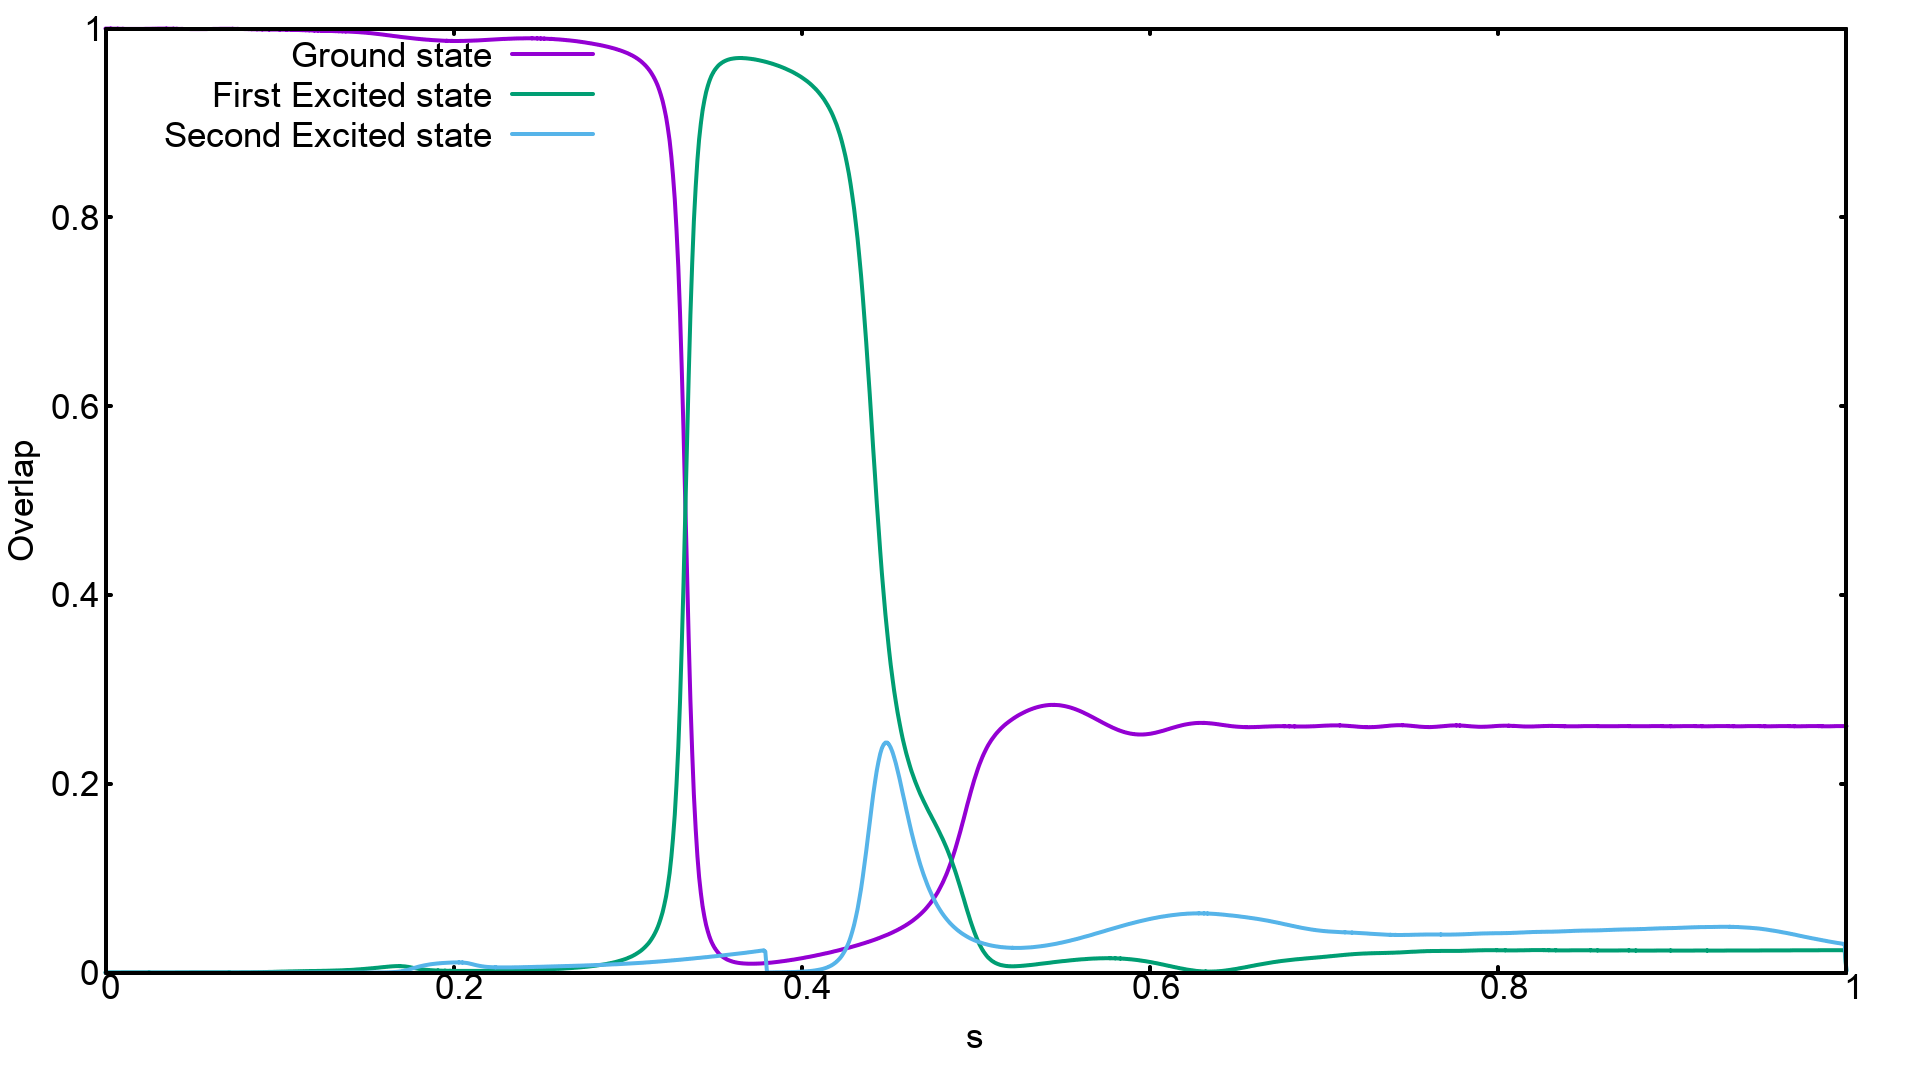 1
Ground state
First Excited state
Second Excited state
0.8
0.6
Overlap
0.4
0.2
0
0 0.2 0.4 0.6 0.8 1
s